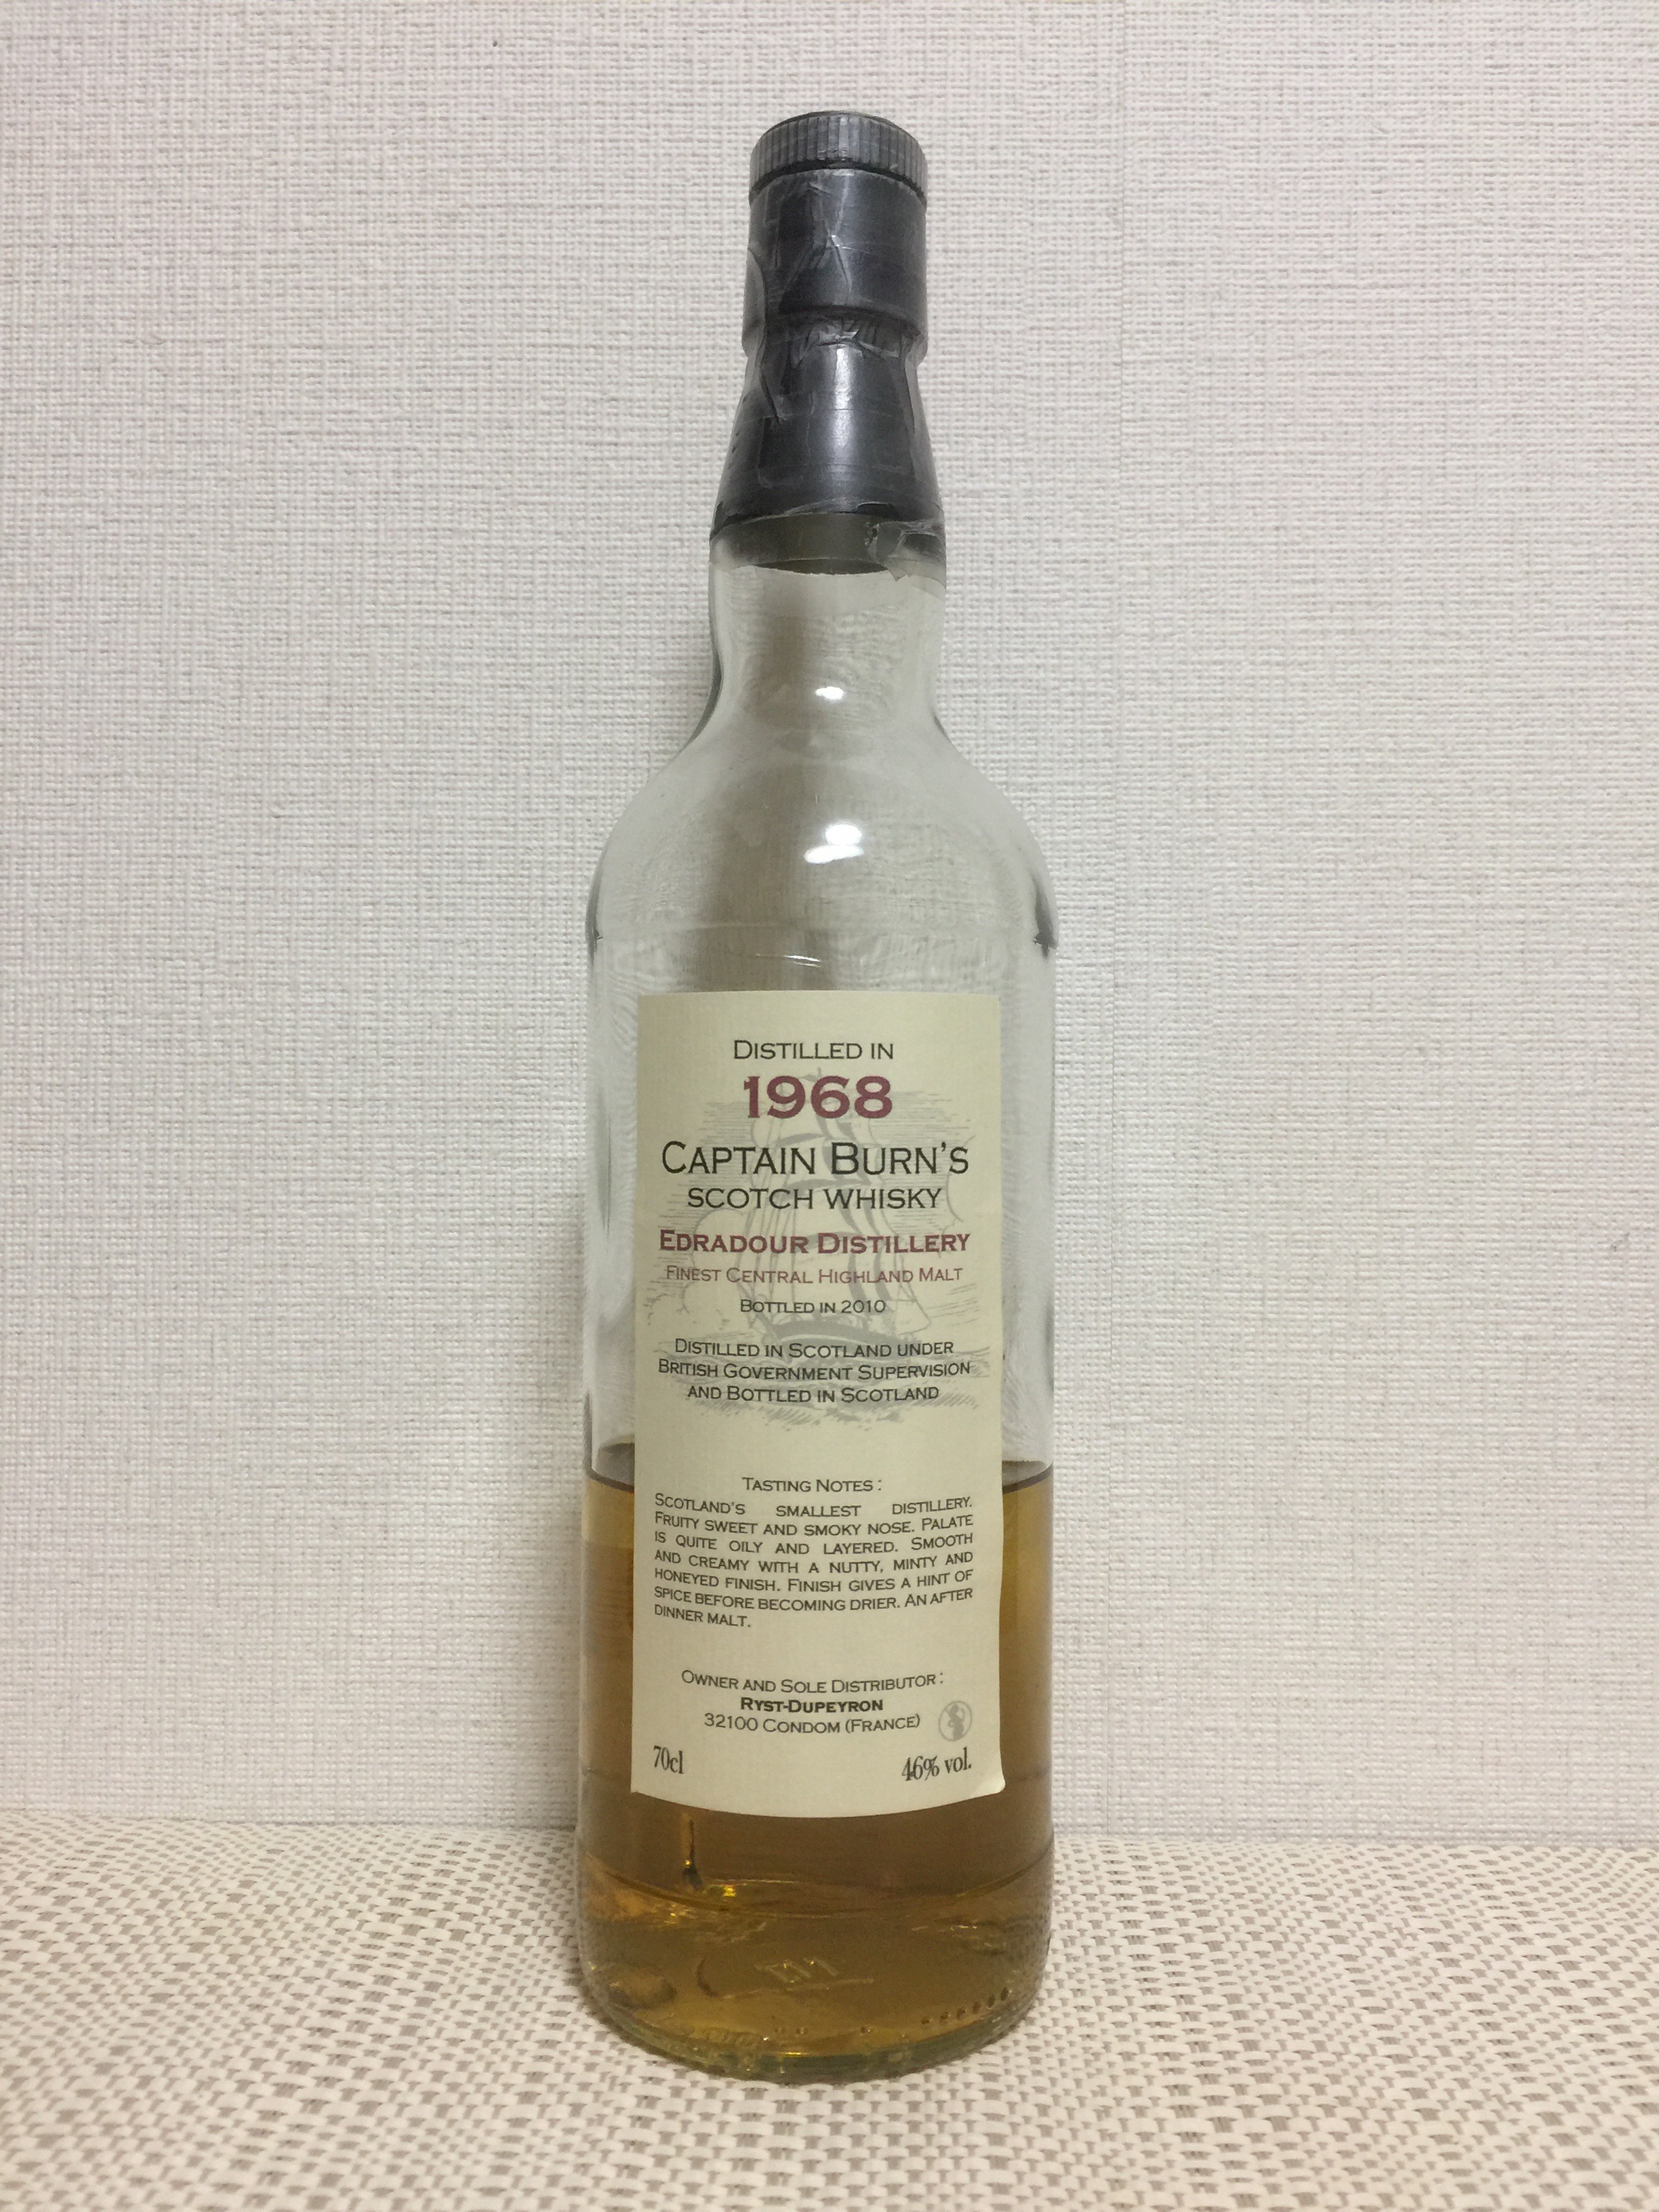 DISTILLED IN
1968
CAPTAIN BURN'S
SCOTCH WHISKY
EDRADOUR DISTILLERY
FINEST CENTRAL HIGHLAND MALT
BOTTLED IN 2010
DISTILLED IN SCOTLAND UNDER
BRITISH GOVERNMENT SUPERVISION
AND BOTTLED IN SCOTLAND
TASTING NOTES :
SCOTLAND'S SMALLEST DISTILLERY.
FRUITY SWEET AND SMOKY NOSE. PALATE
IS QUITE OILY AND LAYERED. SMOOTH
AND CREAMY WITH A NUTTY, MINTY AND
HONEYED FINISH. FINISH GIVES A HINT OF
SPICE BEFORE BECOMING DRIER. AN AFTER
DINNER MALT.
OWNER AND SOLE DISTRIBUTOR :
RYST-DUPEYRON
32100 CONDOM (FRANCE)
70cl 46% vol.